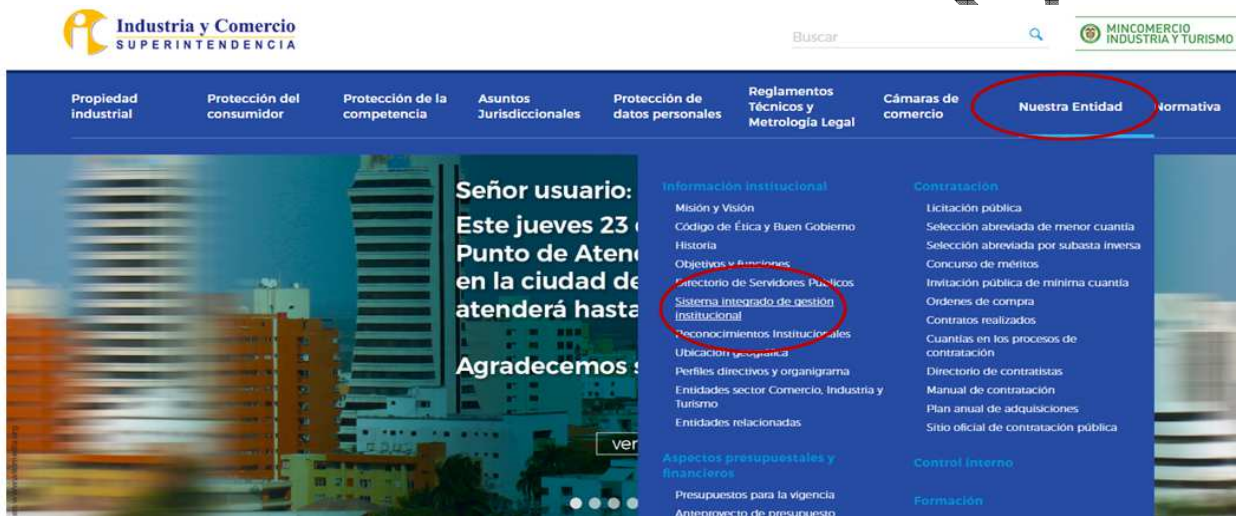 Industria y Comercio
SUPERINTENDENCIA
Buscar
MINCOMERCIO
INDUSTRIA Y TURISMO
Propiedad
industrial
Protección del
consumidor
Protección de la
competencia
Asuntos
Jurisdiccionales
Protección de
datos personales
Reglamentos
Técnicos y
Metrología Legal
Cámaras de
comercio
Nuestra Entidad
Normativa
Señor usuario:
Este jueves 23
Punto de Aten
en la ciudad de
atenderá hasta
Agradecemos s
ver
Información institucional
Misión y Visión
Código de Ética y Buen Gobierno
Historia
Objetivos y funciones
Directorio de Servidores Públicos
Sistema integrado de gestión
institucional
Reconocimientos Institucionales
Ubicación geográfica
Perfiles directivos y organigrama
Entidades sector Comercio, Industria y
Turismo
Entidades relacionadas
Aspectos presupuestales y
financieros
Presupuestos para la vigencia
Anteproyecto de presupuesto
Contratación
Licitación pública
Selección abreviada de menor cuantía
Selección abreviada por subasta inversa
Concurso de méritos
Invitación pública de mínima cuantía
Ordenes de compra
Contratos realizados
Cuantías en los procesos de
contratación
Directorio de contratistas
Manual de contratación
Plan anual de adquisiciones
Sitio oficial de contratación pública
Control interno
Formación